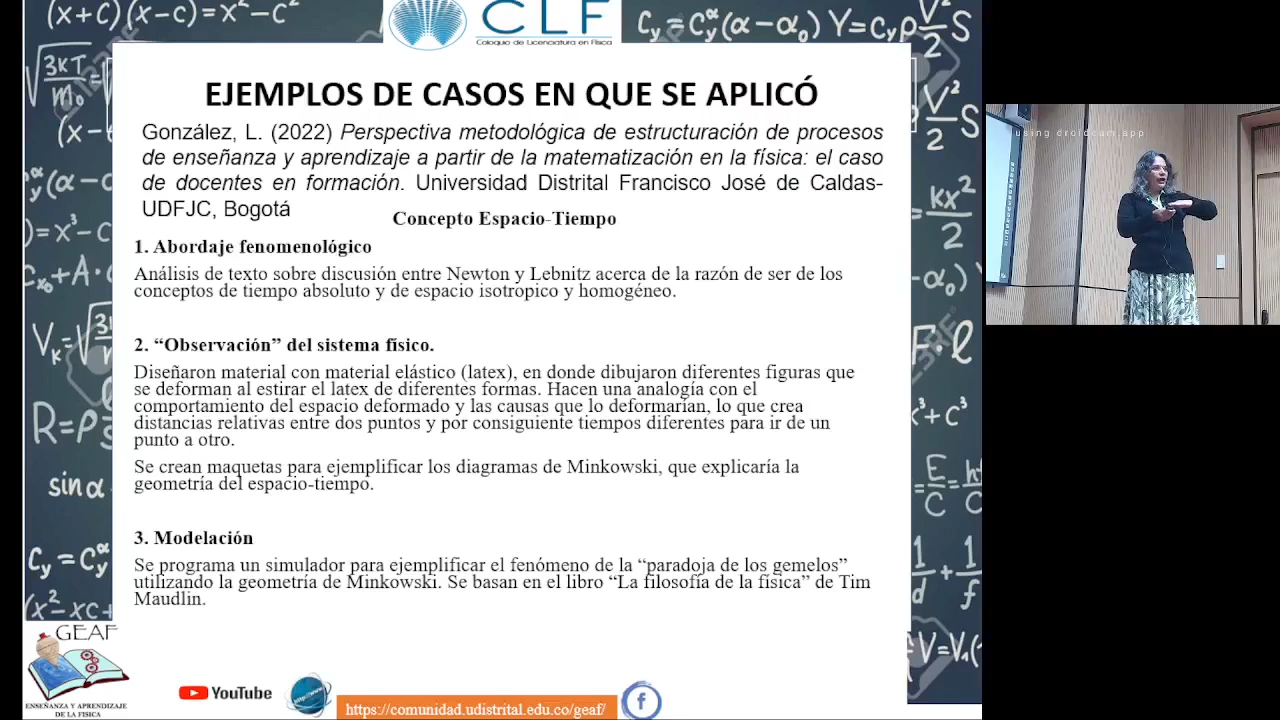 (x+c)(x-c) = x²-c²
CLF
Coloquio de Licenciatura en Física
EJEMPLOS DE CASOS EN QUE SE APLICÓ
González, L. (2022) Perspectiva metodológica de estructuración de procesos
de enseñanza y aprendizaje a partir de la matematización en la física: el caso
de docentes en formación. Universidad Distrital Francisco José de Caldas-
UDFJC, Bogotá
Concepto Espacio-Tiempo
1. Abordaje fenomenológico
Análisis de texto sobre discusión entre Newton y Lebnitz acerca de la razón de ser de los
conceptos de tiempo absoluto y de espacio isotropico y homogéneo.
2. “Observación” del sistema físico.
Diseñaron material con material elástico (latex), en donde dibujaron diferentes figuras que
se deforman al estirar el latex de diferentes formas. Hacen una analogía con el
comportamiento del espacio deformado y las causas que lo deformarían, lo que crea
distancias relativas entre dos puntos y por consiguiente tiempos diferentes para ir de un
punto a otro.
Se crean maquetas para ejemplificar los diagramas de Minkowski, que explicaría la
geometría del espacio-tiempo.
3. Modelación
Se programa un simulador para ejemplificar el fenómeno de la “paradoja de los gemelos”
utilizando la geometría de Minkowski. Se basan en el libro “La filosofía de la física” de Tim
Maudlin.
GEAF
ENSEÑANZA Y APRENDIZAJE
DE LA FISICA
YouTube
https://comunidad.udistrital.edu.co/geaf/
using droidcam.app